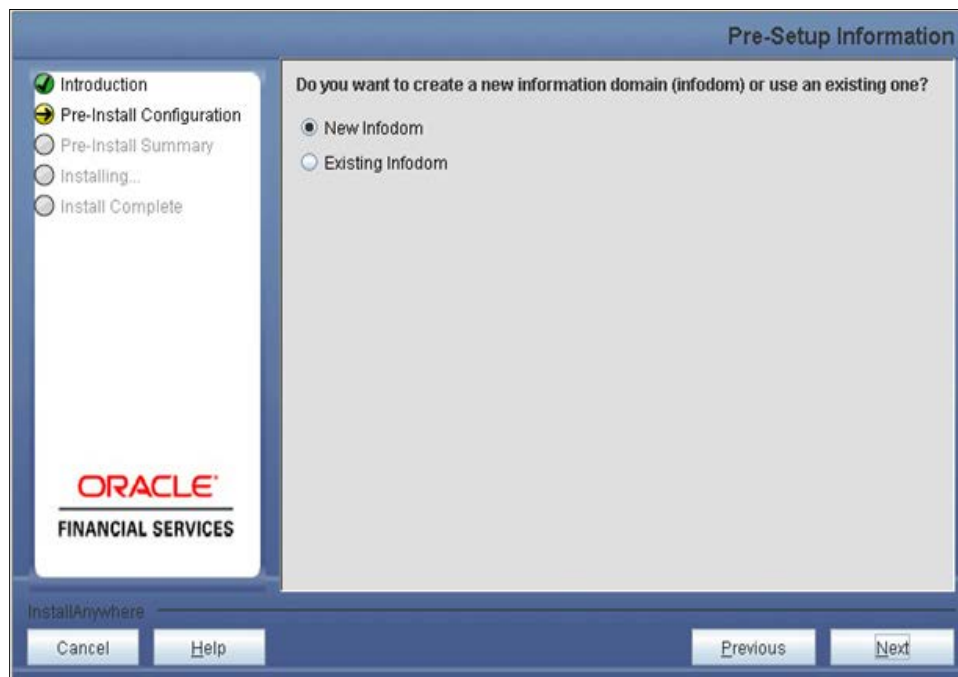 Pre-Setup Information
Introduction
Pre-Install Configuration
Pre-Install Summary
Installing...
Install Complete
Do you want to create a new information domain (infodom) or use an existing one?
New Infodom
Existing Infodom
ORACLE
FINANCIAL SERVICES
InstallAnywhere
Cancel
Help
Previous
Next